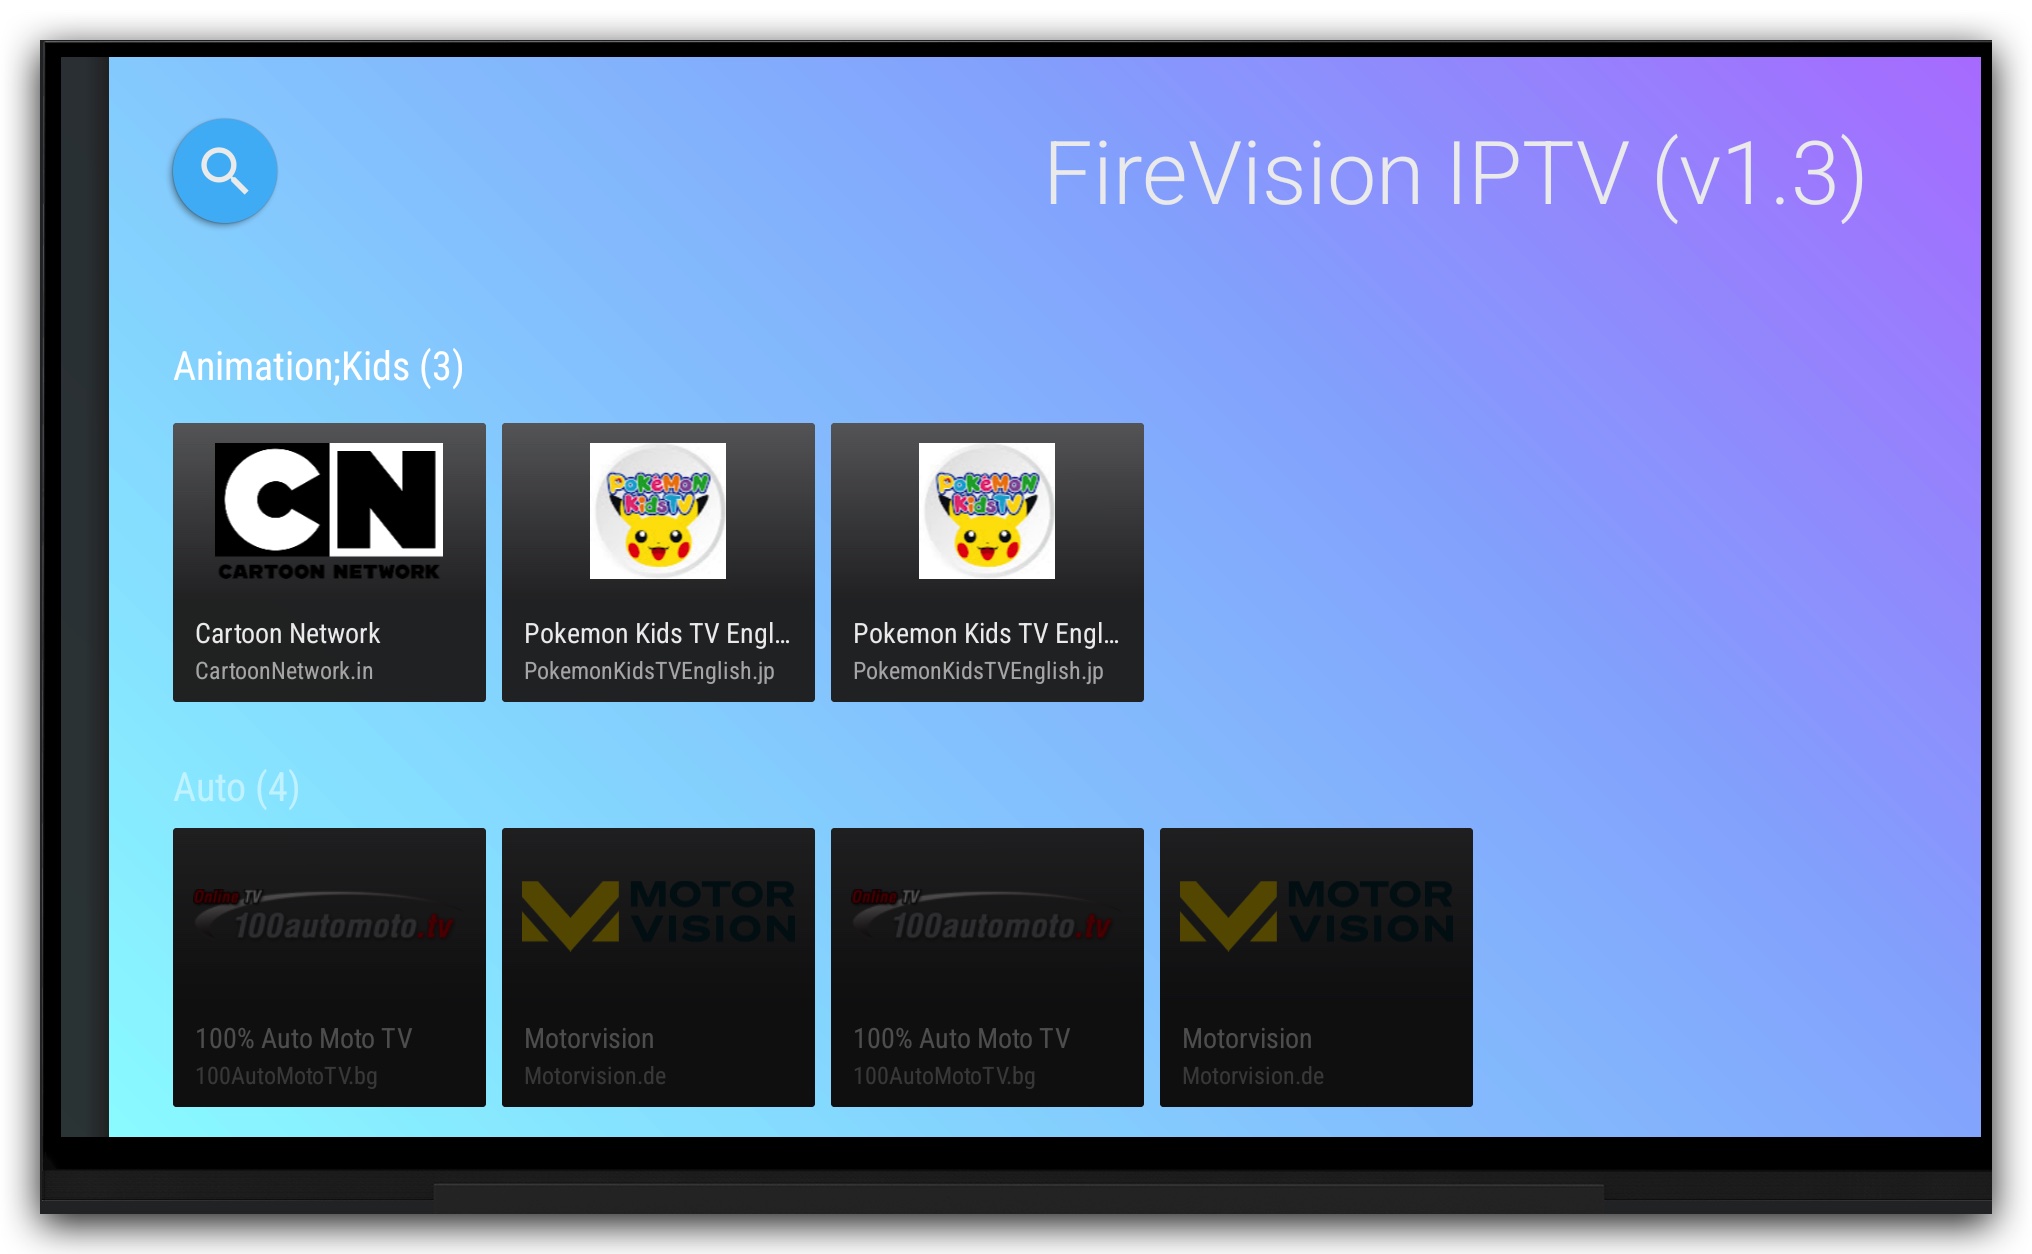 FireVision IPTV (v1.3)
Animation;Kids (3)
CN
CARTOON NETWORK
Cartoon Network
CartoonNetwork.in
POKéMON
KidsTV
Pokemon Kids TV Engl...
PokemonKidsTVEnglish.jp
POKéMON
KidsTV
Pokemon Kids TV Engl...
PokemonKidsTVEnglish.jp
Auto (4)
Online TV
100automoto.tv
100% Auto Moto TV
100AutoMotoTV.bg
MOTOR
VISION
Motorvision
Motorvision.de
Online TV
100automoto.tv
100% Auto Moto TV
100AutoMotoTV.bg
MOTOR
VISION
Motorvision
Motorvision.de